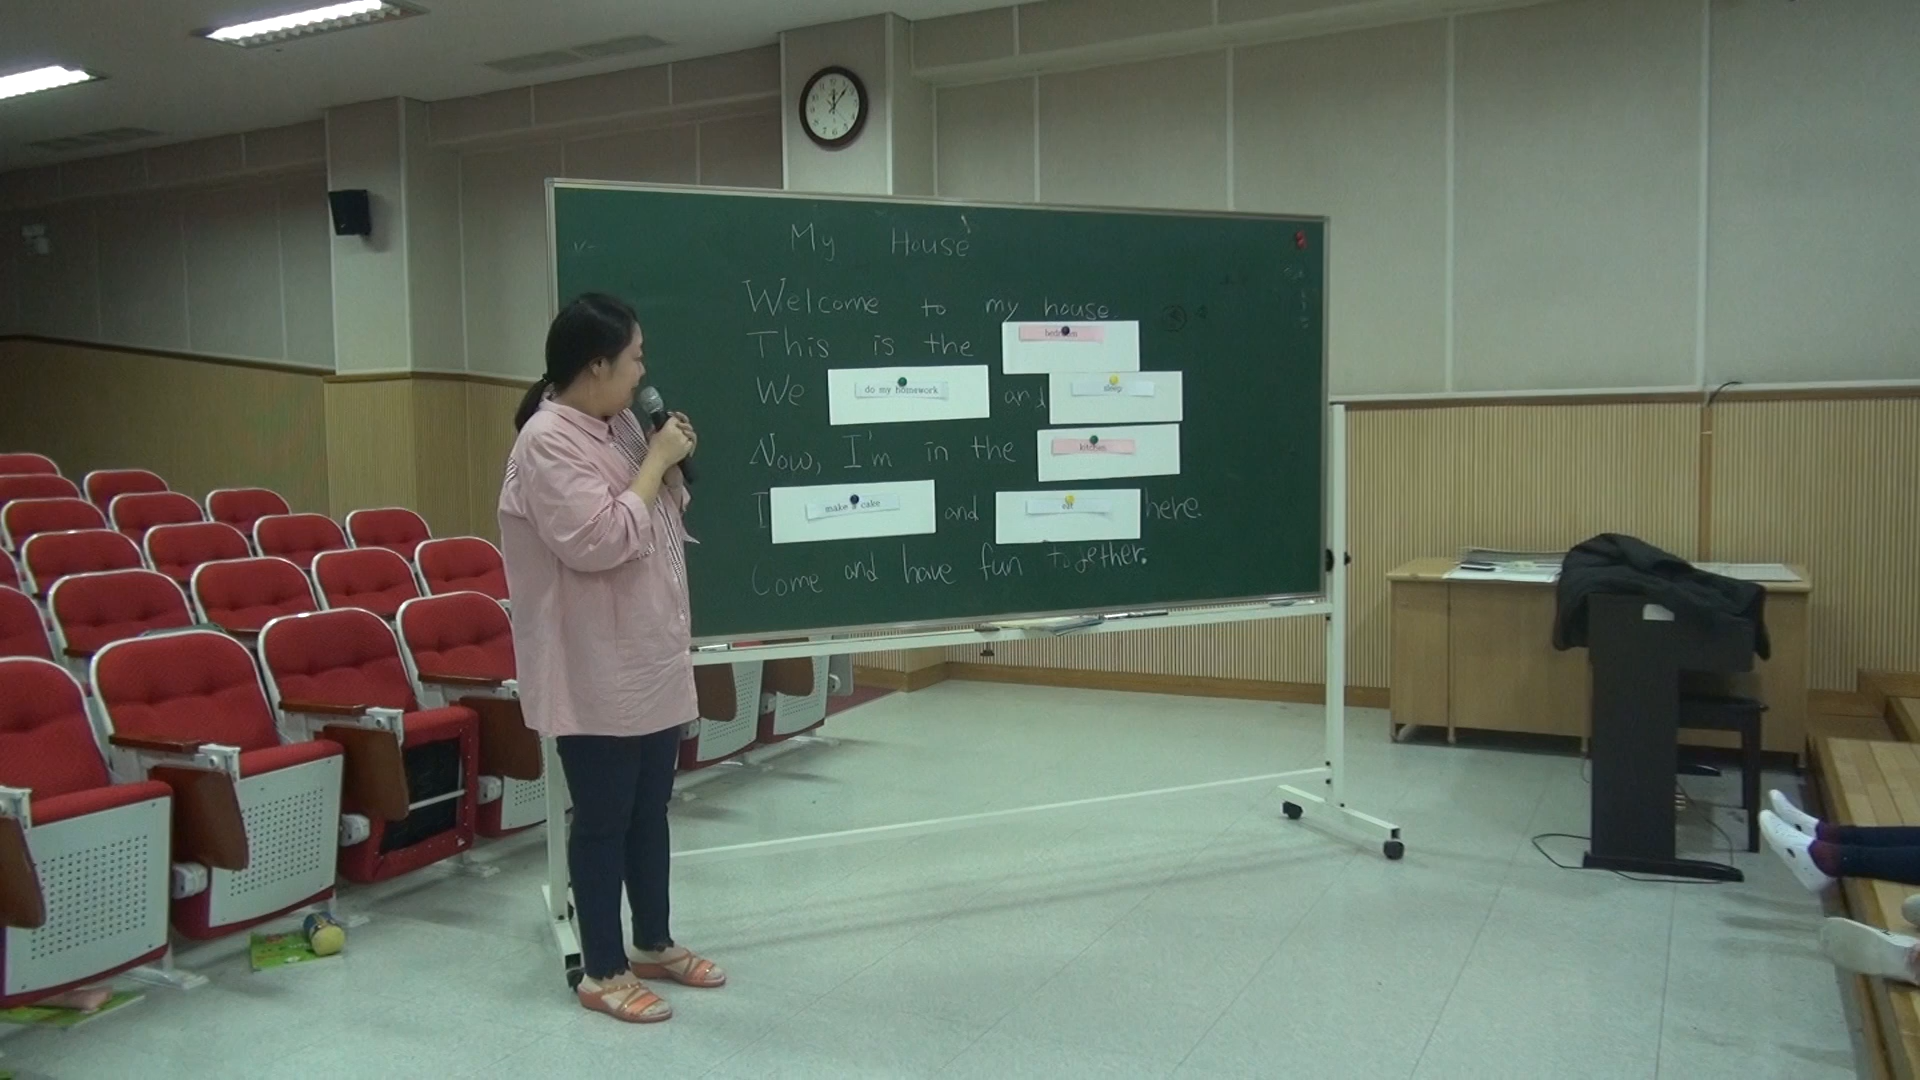 My House
Welcome to my house.
This is the bedroom
We do my homework and sleep
Now, I'm in the kitchen
I make a cake and eat here.
Come and have fun together.